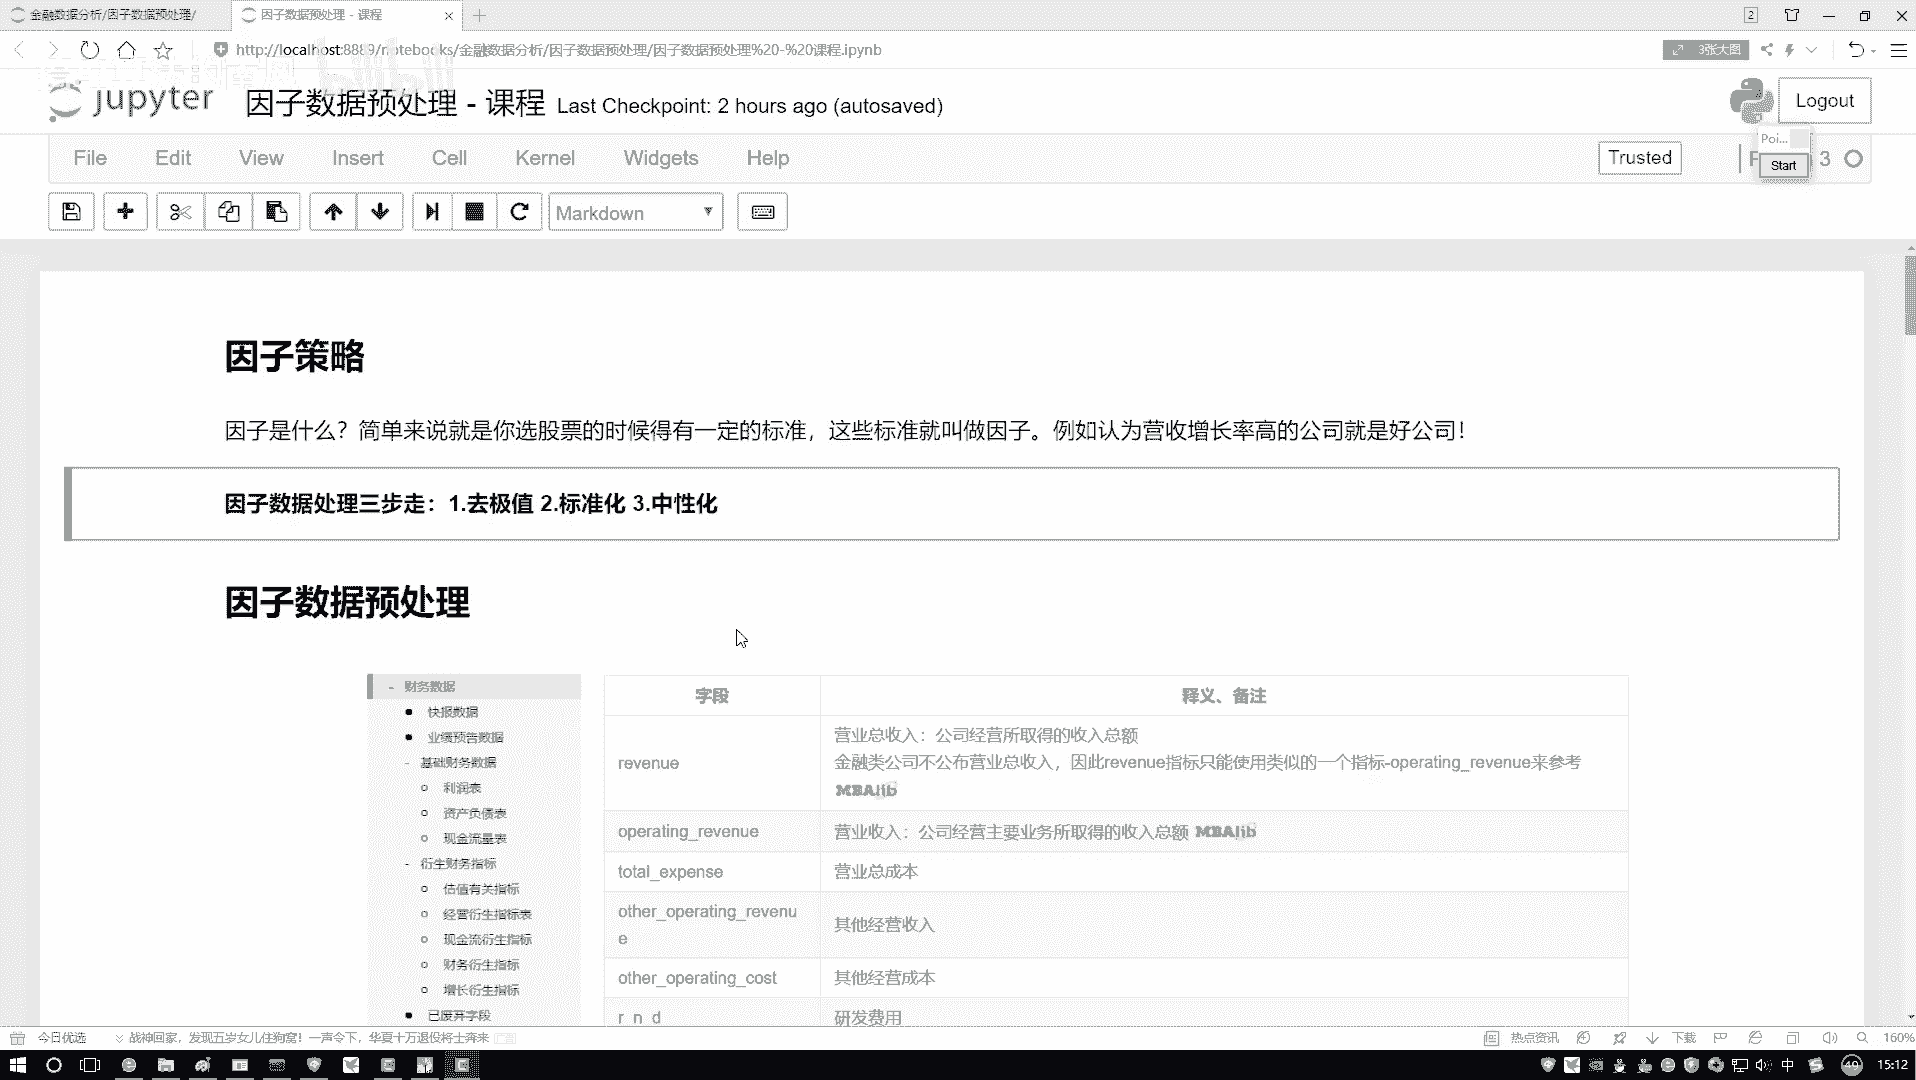 金融数据分析/因子数据预处理/
因子数据预处理 - 课程
2
http://localhost:8889/notebooks/金融数据分析/因子数据预处理/因子数据预处理%20-%20课程.ipynb
3张大图
jupyter
因子数据预处理 - 课程 Last Checkpoint: 2 hours ago (autosaved)
Logout
File Edit View Insert Cell Kernel Widgets Help
Trusted
3
Poi...
Start
Markdown
因子策略
因子是什么？简单来说就是你选股票的时候得有一定的标准，这些标准就叫做因子。例如认为营收增长率高的公司就是好公司！
因子数据处理三步走：1.去极值 2.标准化 3.中性化
因子数据预处理
- 财务数据
快报数据
业绩预告数据
- 基础财务数据
利润表
资产负债表
现金流量表
- 衍生财务指标
估值有关指标
经营衍生指标表
现金流衍生指标
财务衍生指标
增长衍生指标
已废弃字段
字段 释义、备注
revenue
营业总收入：公司经营所取得的收入总额
金融类公司不公布营业总收入，因此revenue指标只能使用类似的一个指标-operating_revenue来参考
MBAlib
operating_revenue 营业收入：公司经营主要业务所取得的收入总额 MBAlib
total_expense 营业总成本
other_operating_revenu
e
其他经营收入
other_operating_cost 其他经营成本
r_n_d 研发费用
今日优选
战神回家，发现五岁女儿住狗窝！一声令下，华夏十万退役将士奔来
热点资讯
下载
160%
中
49
15:12